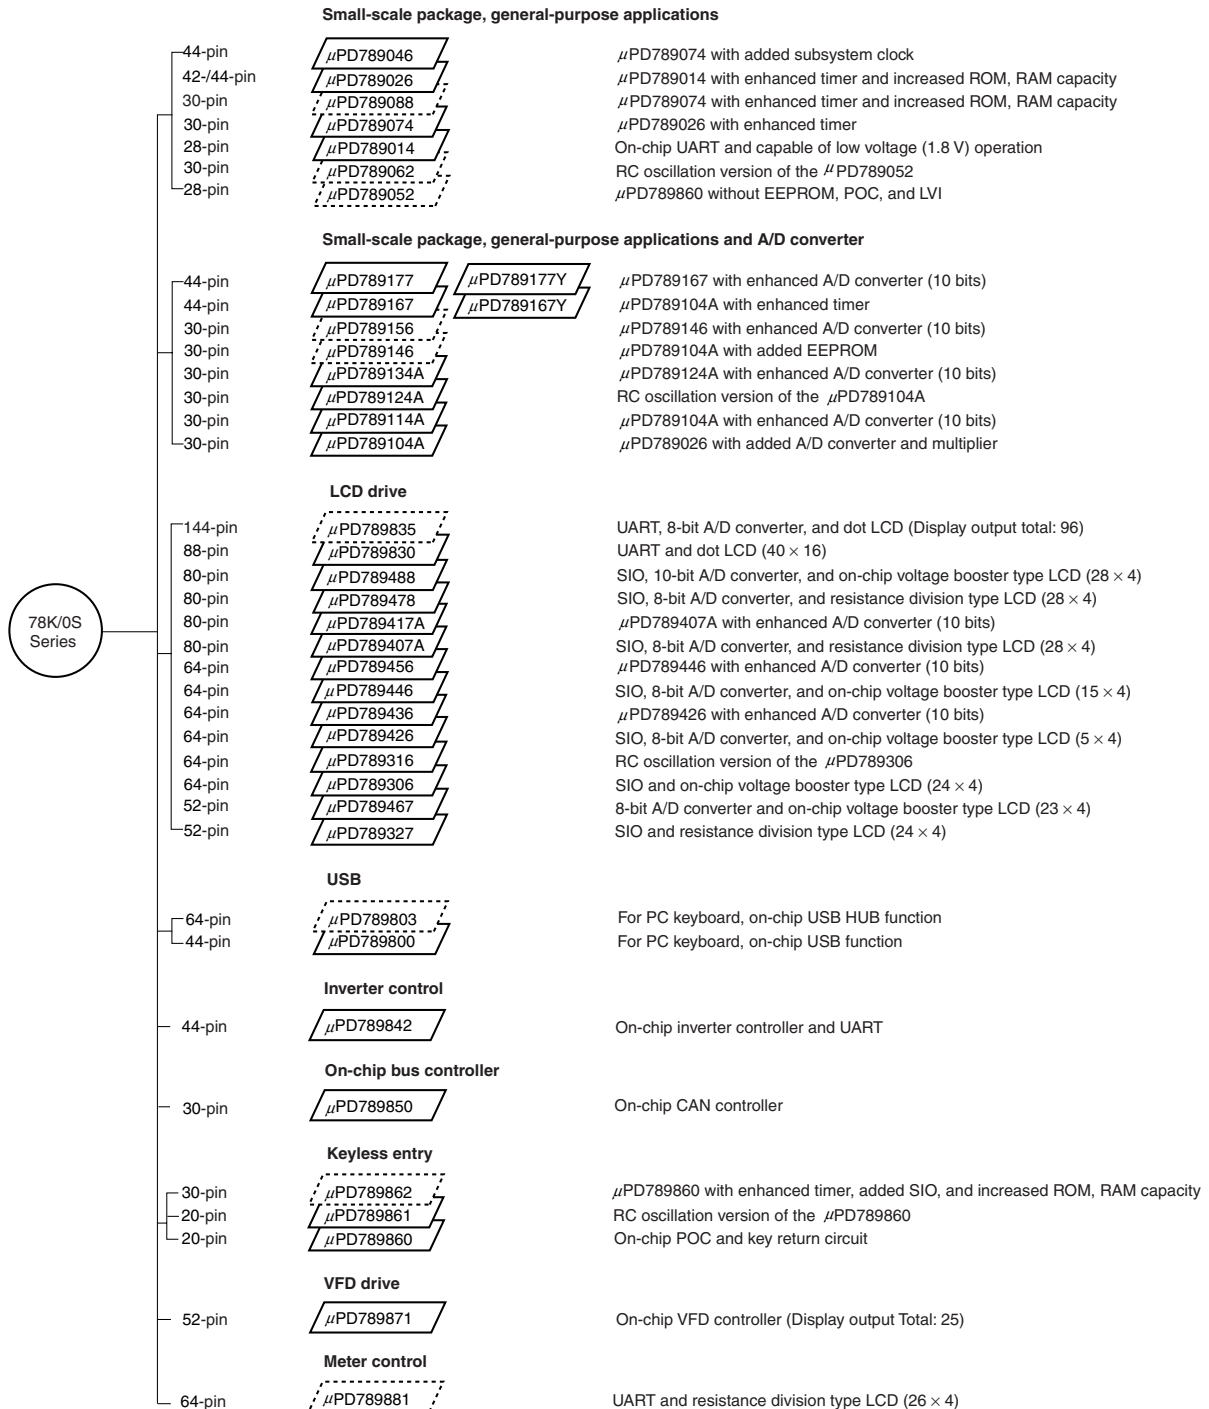 Small-scale package, general-purpose applications
44-pin μPD789046 μPD789074 with added subsystem clock
42-/44-pin μPD789026 μPD789014 with enhanced timer and increased ROM, RAM capacity
30-pin μPD789088 μPD789074 with enhanced timer and increased ROM, RAM capacity
30-pin μPD789074 μPD789026 with enhanced timer
28-pin μPD789014 On-chip UART and capable of low voltage (1.8 V) operation
30-pin μPD789062 RC oscillation version of the μPD789052
28-pin μPD789052 μPD789860 without EEPROM, POC, and LVI
Small-scale package, general-purpose applications and A/D converter
44-pin μPD789177 μPD789177Y μPD789167 with enhanced A/D converter (10 bits)
44-pin μPD789167 μPD789167Y μPD789104A with enhanced timer
30-pin μPD789156 μPD789146 with enhanced A/D converter (10 bits)
30-pin μPD789146 μPD789104A with added EEPROM
30-pin μPD789134A μPD789124A with enhanced A/D converter (10 bits)
30-pin μPD789124A RC oscillation version of the μPD789104A
30-pin μPD789114A μPD789104A with enhanced A/D converter (10 bits)
30-pin μPD789104A μPD789026 with added A/D converter and multiplier
LCD drive
144-pin μPD789835 UART, 8-bit A/D converter, and dot LCD (Display output total: 96)
88-pin μPD789830 UART and dot LCD (40 × 16)
80-pin μPD789488 SIO, 10-bit A/D converter, and on-chip voltage booster type LCD (28 × 4)
80-pin μPD789478 SIO, 8-bit A/D converter, and resistance division type LCD (28 × 4)
80-pin μPD789417A μPD789407A with enhanced A/D converter (10 bits)
80-pin μPD789407A SIO, 8-bit A/D converter, and resistance division type LCD (28 × 4)
64-pin μPD789456 μPD789446 with enhanced A/D converter (10 bits)
64-pin μPD789446 SIO, 8-bit A/D converter, and on-chip voltage booster type LCD (15 × 4)
64-pin μPD789436 μPD789426 with enhanced A/D converter (10 bits)
64-pin μPD789426 SIO, 8-bit A/D converter, and on-chip voltage booster type LCD (5 × 4)
64-pin μPD789316 RC oscillation version of the μPD789306
64-pin μPD789306 SIO and on-chip voltage booster type LCD (24 × 4)
52-pin μPD789467 8-bit A/D converter and on-chip voltage booster type LCD (23 × 4)
52-pin μPD789327 SIO and resistance division type LCD (24 × 4)
78K/0S
Series
USB
64-pin μPD789803 For PC keyboard, on-chip USB HUB function
44-pin μPD789800 For PC keyboard, on-chip USB function
Inverter control
44-pin μPD789842 On-chip inverter controller and UART
On-chip bus controller
30-pin μPD789850 On-chip CAN controller
Keyless entry
30-pin μPD789862 μPD789860 with enhanced timer, added SIO, and increased ROM, RAM capacity
20-pin μPD789861 RC oscillation version of the μPD789860
20-pin μPD789860 On-chip POC and key return circuit
VFD drive
52-pin μPD789871 On-chip VFD controller (Display output Total: 25)
Meter control
64-pin μPD789881 UART and resistance division type LCD (26 × 4)